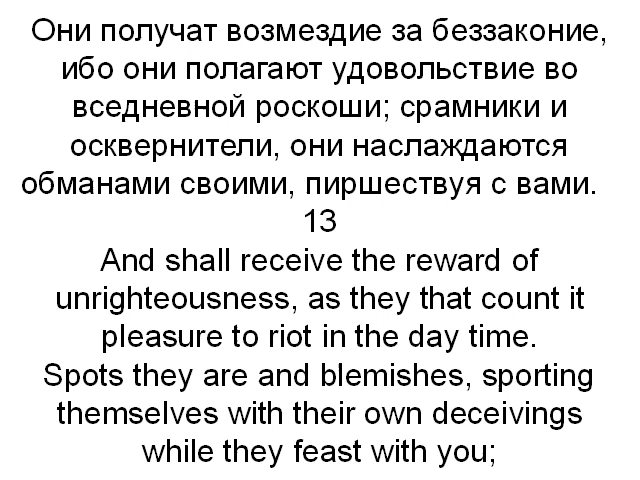 Они получат возмездие за беззаконие,
ибо они полагают удовольствие во
вседневной роскоши; срамники и
осквернители, они наслаждаются
обманами своими, пиршествуя с вами.
13
And shall receive the reward of
unrighteousness, as they that count it
pleasure to riot in the day time.
Spots they are and blemishes, sporting
themselves with their own deceivings
while they feast with you;